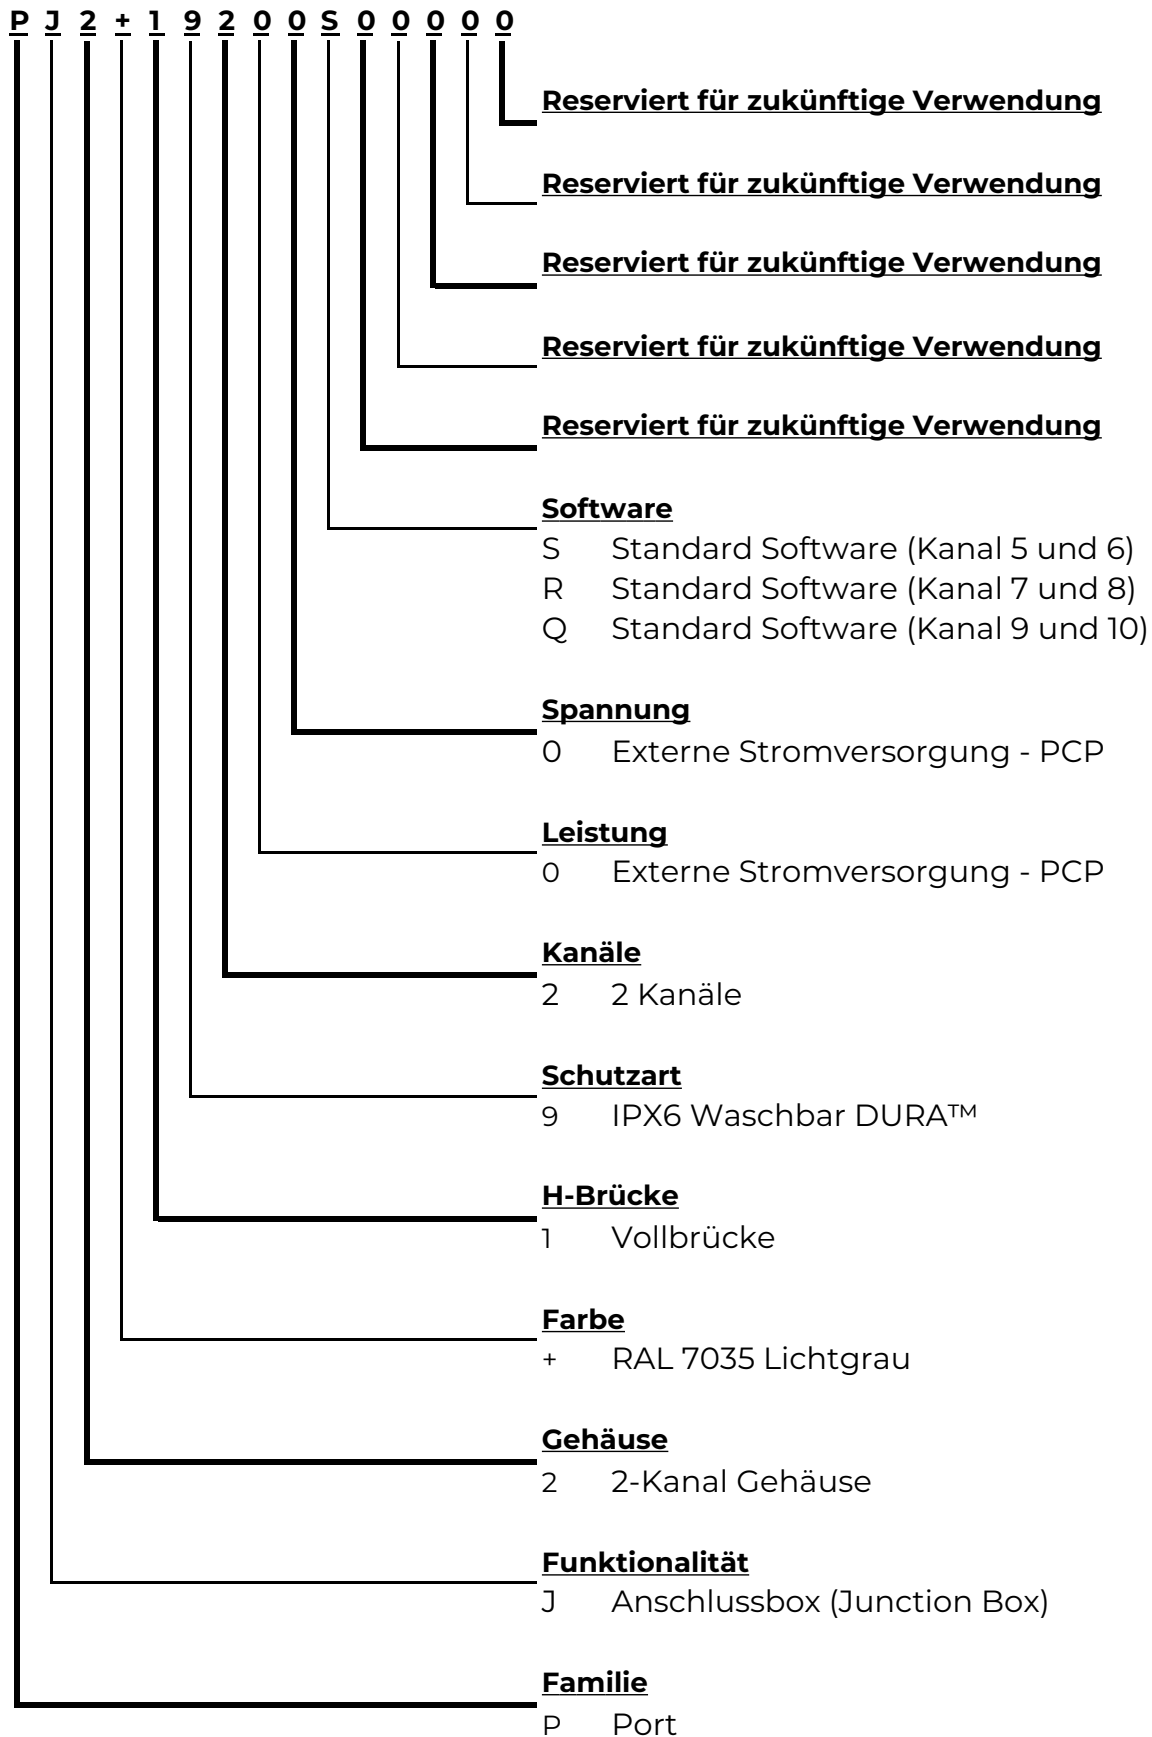 P J 2 + 1 9 2 0 0 S 0 0 0 0 0
Reserviert für zukünftige Verwendung
Reserviert für zukünftige Verwendung
Reserviert für zukünftige Verwendung
Reserviert für zukünftige Verwendung
Reserviert für zukünftige Verwendung
Software
S Standard Software (Kanal 5 und 6)
R Standard Software (Kanal 7 und 8)
Q Standard Software (Kanal 9 und 10)
Spannung
0 Externe Stromversorgung - PCP
Leistung
0 Externe Stromversorgung - PCP
Kanäle
2 2 Kanäle
Schutzart
9 IPX6 Waschbar DURA™
H-Brücke
1 Vollbrücke
Farbe
+ RAL 7035 Lichtgrau
Gehäuse
2 2-Kanal Gehäuse
Funktionalität
J Anschlussbox (Junction Box)
Familie
P Port